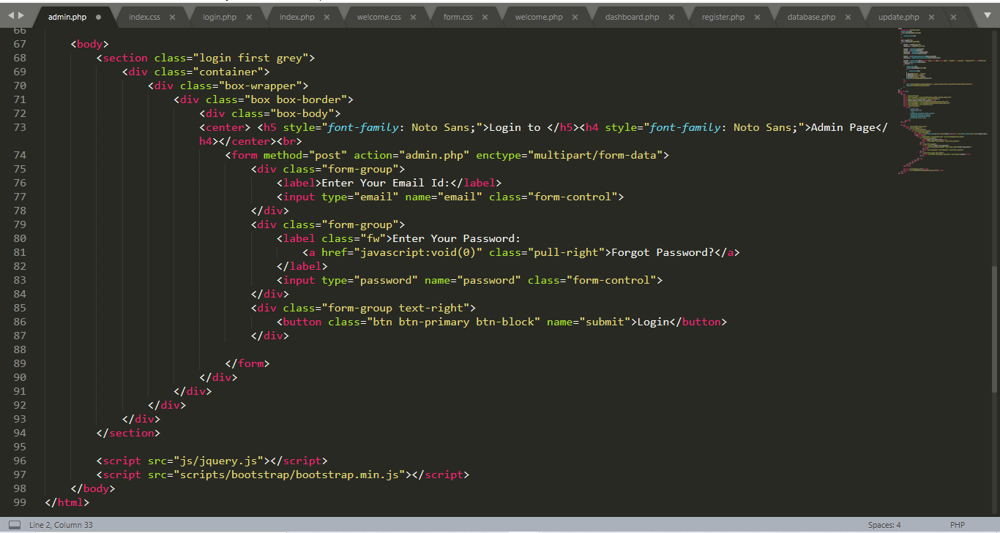 admin.php index.css login.php index.php welcome.css form.css welcome.php dashboard.php register.php database.php update.php
66
67 <body>
68 <section class="login first grey">
69 <div class="container">
70 <div class="box-wrapper">
71 <div class="box box-border">
72 <div class="box-body">
73 <center> <h5 style="font-family: Noto Sans;">Login to </h5><h4 style="font-family: Noto Sans;">Admin Page</
h4></center><br>
74 <form method="post" action="admin.php" enctype="multipart/form-data">
75 <div class="form-group">
76 <label>Enter Your Email Id:</label>
77 <input type="email" name="email" class="form-control">
78 </div>
79 <div class="form-group">
80 <label class="fw">Enter Your Password:
81 <a href="javascript:void(0)" class="pull-right">Forgot Password?</a>
82 </label>
83 <input type="password" name="password" class="form-control">
84 </div>
85 <div class="form-group text-right">
86 <button class="btn btn-primary btn-block" name="submit">Login</button>
87 </div>
88
89 </form>
90 </div>
91 </div>
92 </div>
93 </div>
94 </section>
95
96 <script src="js/jquery.js"></script>
97 <script src="scripts/bootstrap/bootstrap.min.js"></script>
98 </body>
99 </html>
Line 2, Column 33 Spaces: 4 PHP